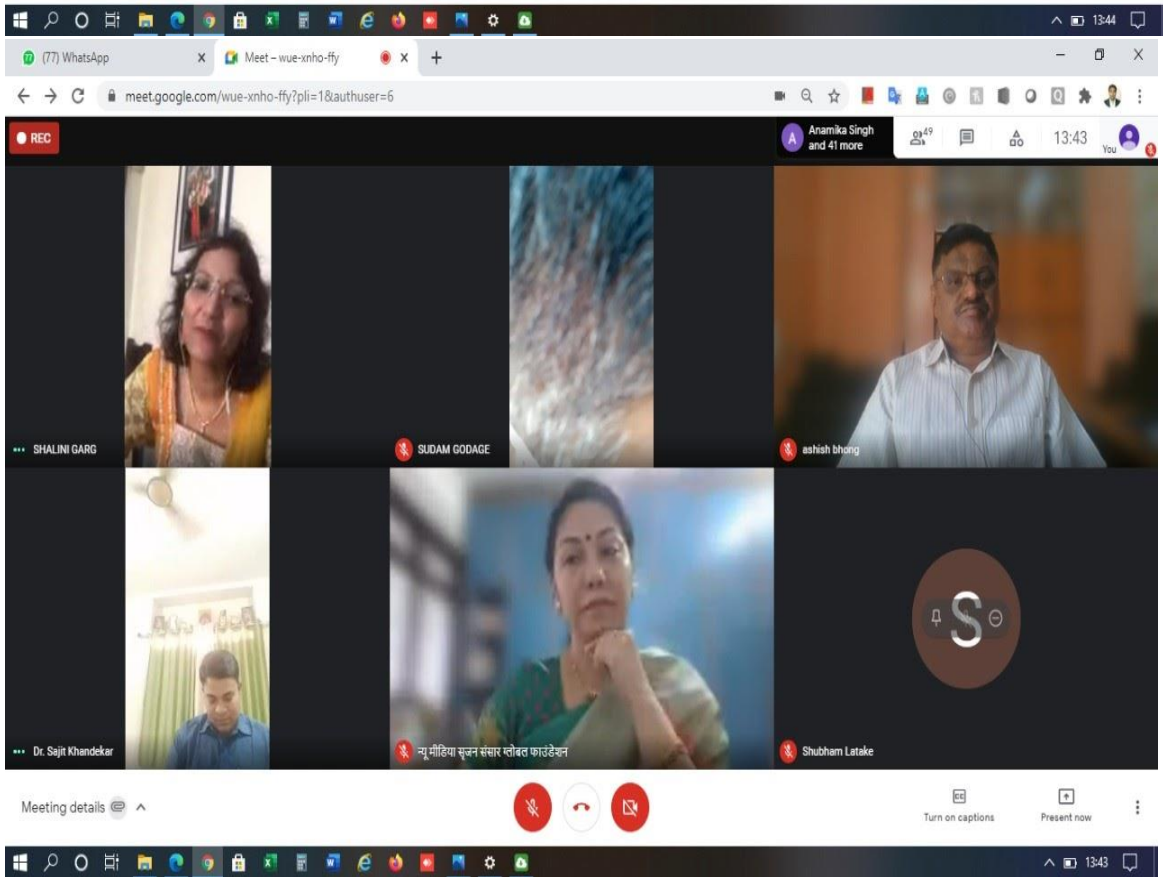 13:44
(77) WhatsApp
Meet – wue-xnho-ffy
meet.google.com/wue-xnho-ffy?pli=1&authuser=6
REC
A
Anamika Singh
and 41 more
49
13:43
You
SHALINI GARG
SUDAM GODAGE
ashish bhong
S
Dr. Sajit Khandekar
न्यू मीडिया सृजन संसार ग्लोबल फाउंडेशन
Shubham Latake
Meeting details
CC
Turn on captions
Present now
13:43